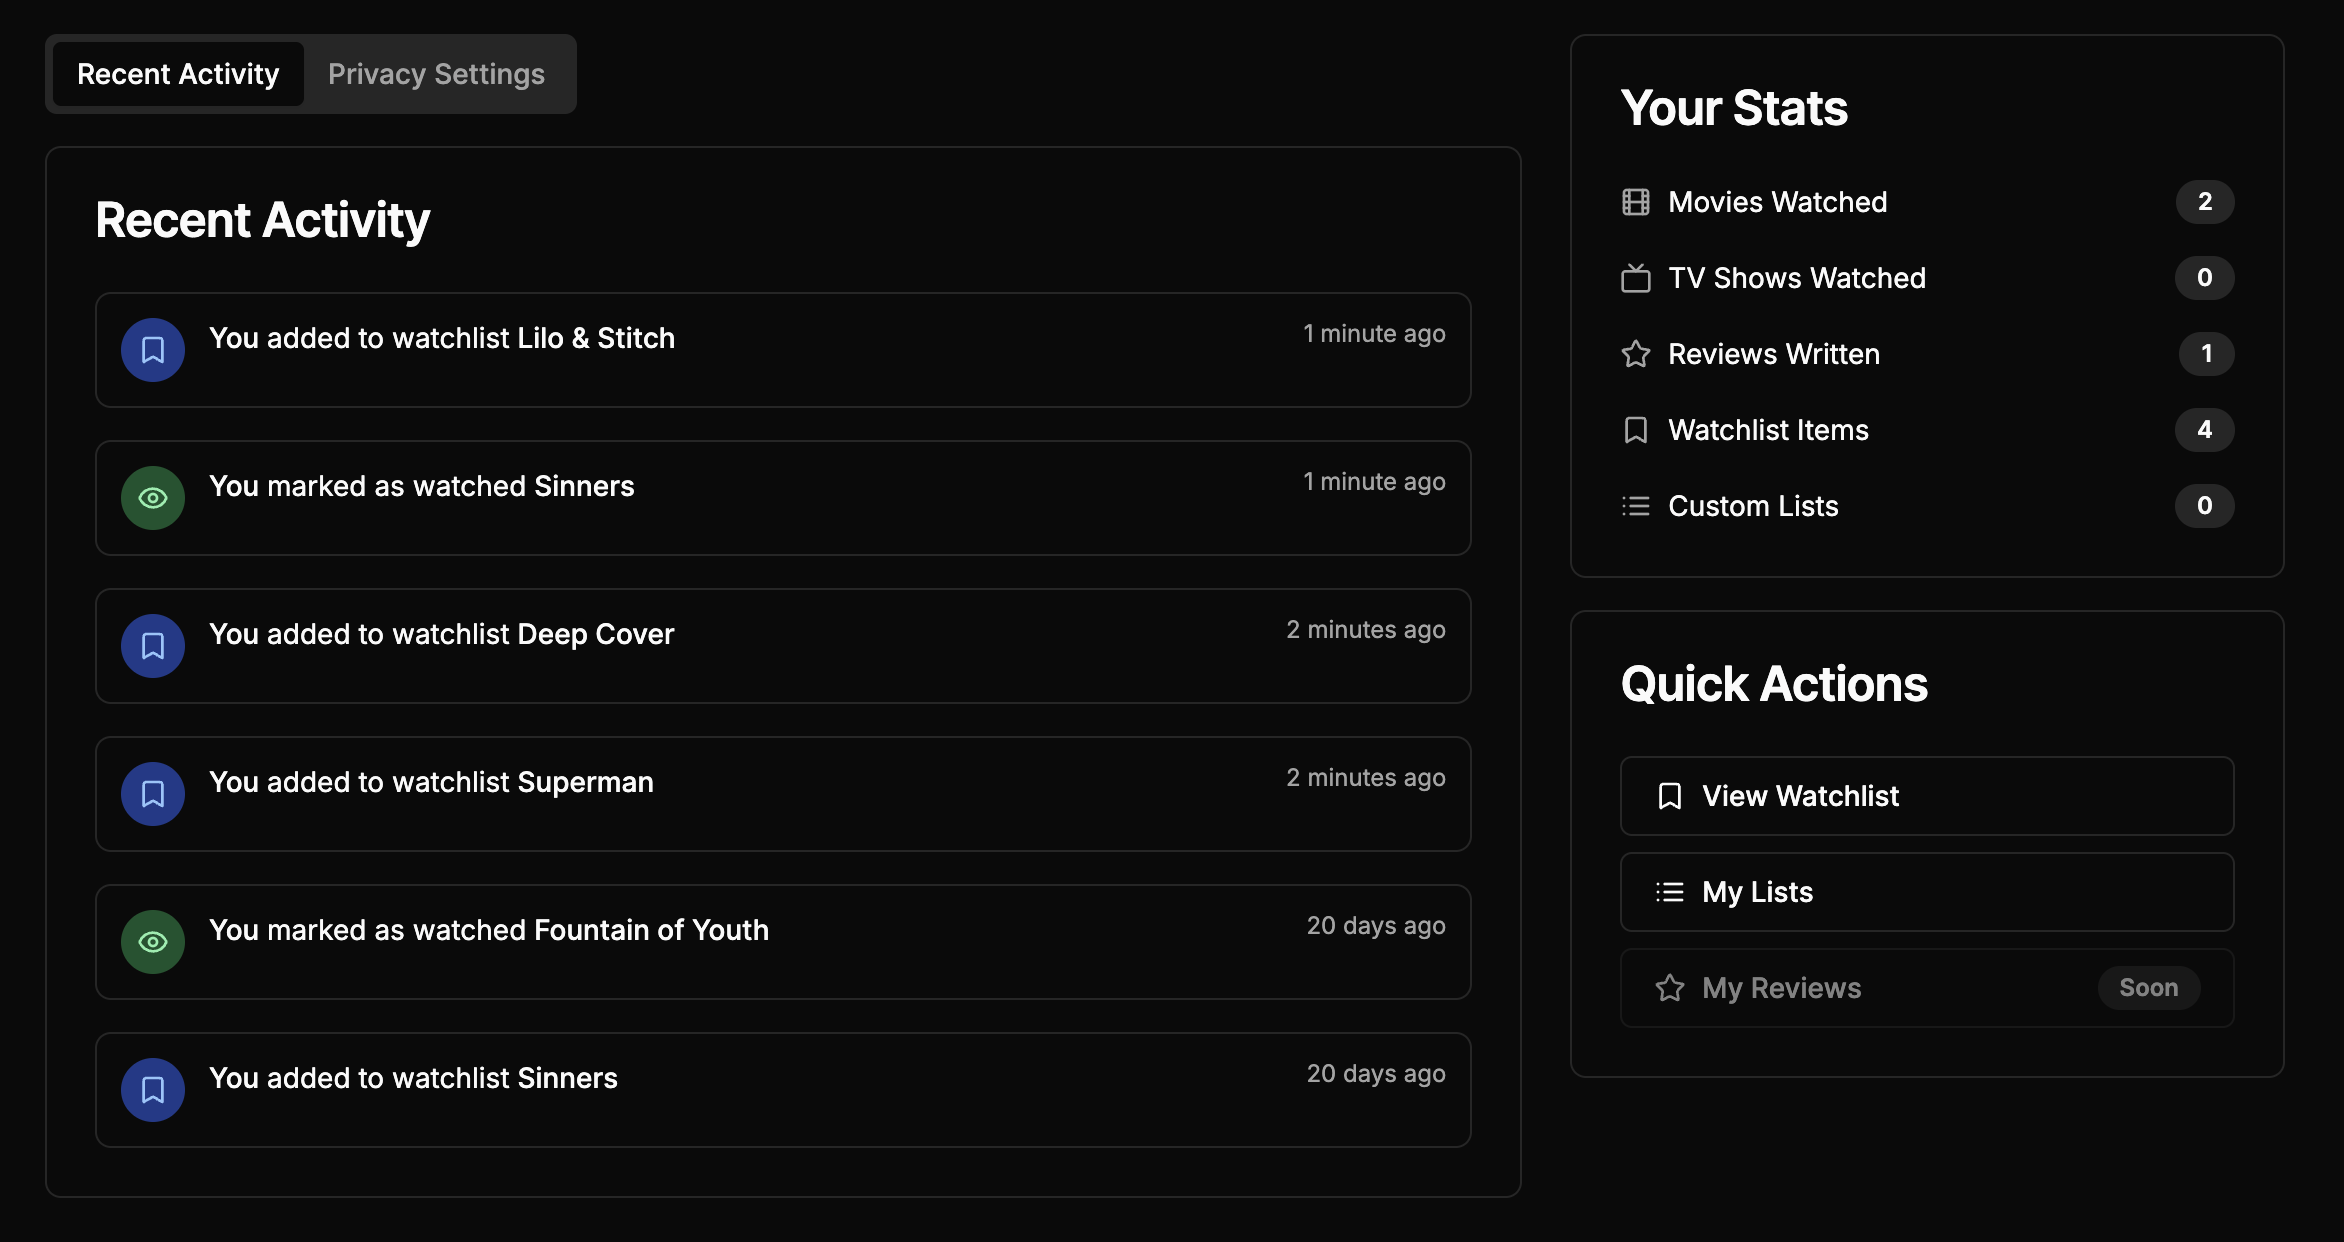 Recent Activity
Privacy Settings
Recent Activity
You added to watchlist Lilo & Stitch
1 minute ago
You marked as watched Sinners
1 minute ago
You added to watchlist Deep Cover
2 minutes ago
You added to watchlist Superman
2 minutes ago
You marked as watched Fountain of Youth
20 days ago
You added to watchlist Sinners
20 days ago
Your Stats
Movies Watched 2
TV Shows Watched 0
Reviews Written 1
Watchlist Items 4
Custom Lists 0
Quick Actions
View Watchlist
My Lists
My Reviews Soon